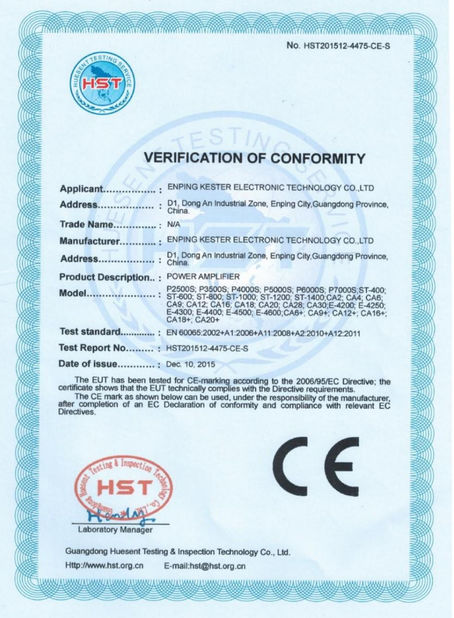 No. HST201512-4475-CE-S
HUESENT TESTING SERVICE
HST
VERIFICATION OF CONFORMITY
Applicant................ : ENPING KESTER ELECTRONIC TECHNOLOGY CO.,LTD
Address.................. : D1, Dong An Industrial Zone, Enping City,Guangdong Province,
China.
Trade Name............. : N/A
Manufacturer............ : ENPING KESTER ELECTRONIC TECHNOLOGY CO.,LTD
Address.................. : D1, Dong An Industrial Zone, Enping City,Guangdong Province,
China.
Product Description.. : POWER AMPLIFIER
Model..................... : P2500S; P3500S, P4000S; P5000S; P6000S; P7000S,ST-400;
ST-600; ST-800; ST-1000; ST-1200; ST-1400,CA2; CA4; CA6;
CA9; CA12; CA16; CA18; CA20; CA28; CA30,E-4200; E-4250;
E-4300; E-4400; E-4500; E-4600,CA6+; CA9+; CA12+; CA16+;
CA18+; CA20+
Test standard........... : EN 60065:2002+A1:2006+A11:2008+A2:2010+A12:2011
Test Report No......... : HST201512-4475-CE-S
Date of issue............ : Dec. 10, 2015
The EUT has been tested for CE-marking according to the 2006/95/EC Directive; the
certificate shows that the EUT technically complies with the Directive requirements.
The CE mark as shown below can be used, under the responsibility of the manufacturer,
after completion of an EC Declaration of conformity and compliance with relevant EC
Directives.
CE
Huesent Testing & Inspection Technology
HST
Laboratory Manager
Guangdong Huesent Testing & Inspection Technology Co., Ltd.
Http://www.hst.org.cn E-mail:hst@hst.org.cn